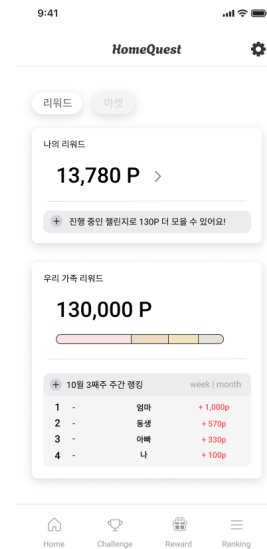 9:41
HomeQuest
리워드 마켓
나의 리워드
13,780 P >
+ 진행 중인 챌린지로 130P 더 모을 수 있어요!
우리 가족 리워드
130,000 P
+ 10월 3째주 주간 랭킹 week | month
1 - 엄마 + 1,000p
2 - 동생 + 570p
3 - 아빠 + 330p
4 - 나 + 100p
Home Challenge Reward Ranking